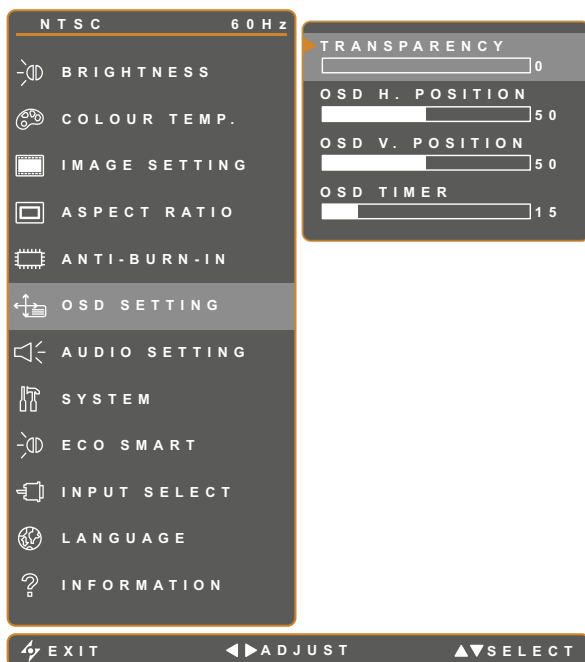 NTSC 60Hz
BRIGHTNESS
COLOUR TEMP.
IMAGE SETTING
ASPECT RATIO
ANTI-BURN-IN
OSD SETTING
AUDIO SETTING
SYSTEM
ECO SMART
INPUT SELECT
LANGUAGE
INFORMATION
TRANSPARENCY
0
OSD H. POSITION
50
OSD V. POSITION
50
OSD TIMER
15
EXIT ADJUST SELECT